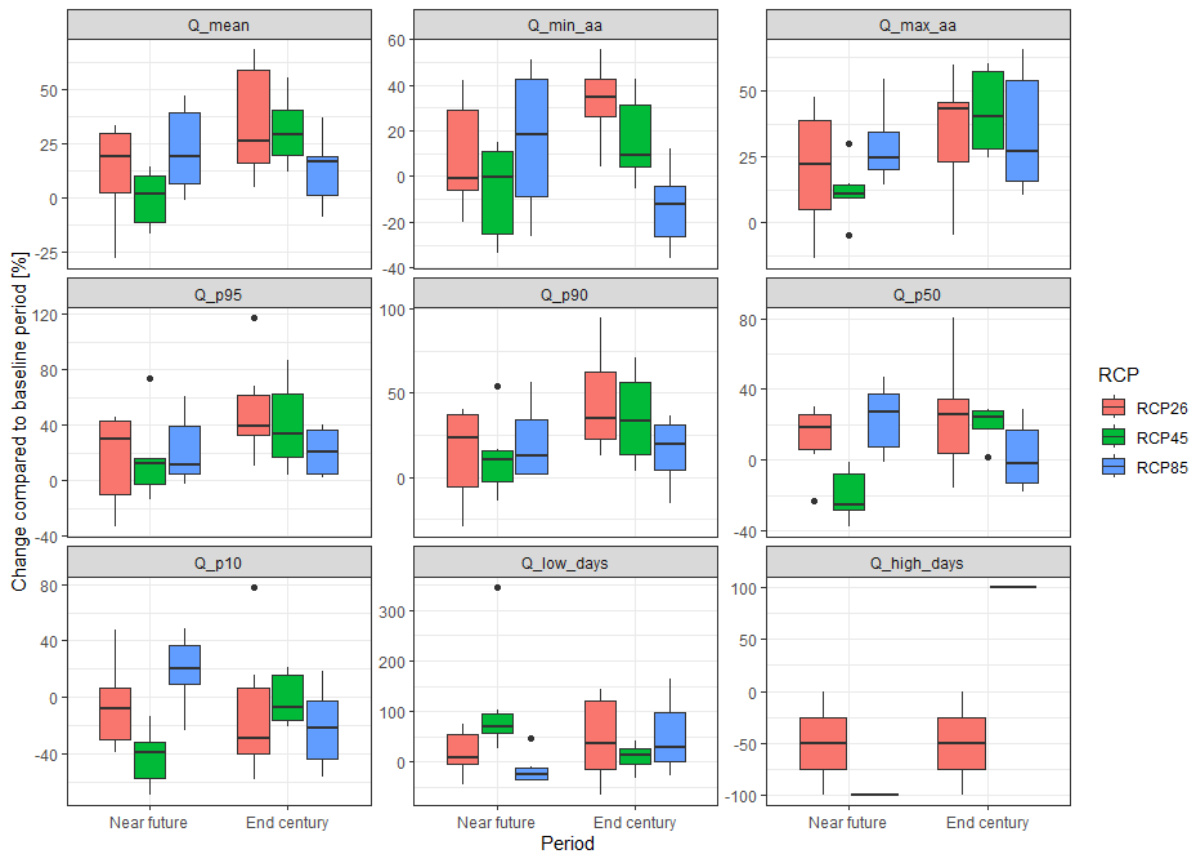 Q_mean
Q_min_aa
Q_max_aa
50
25
0
-25
60
40
20
0
-20
-40
50
25
0
Q_p95
Q_p90
Q_p50
120
80
40
0
-40
100
50
0
80
40
0
-40
Q_p10
Q_low_days
Q_high_days
80
40
0
-40
300
200
100
0
100
50
0
-50
-100
Near future
End century
Near future
End century
Near future
End century
Period
Change compared to baseline period [%]
RCP
RCP26
RCP45
RCP85